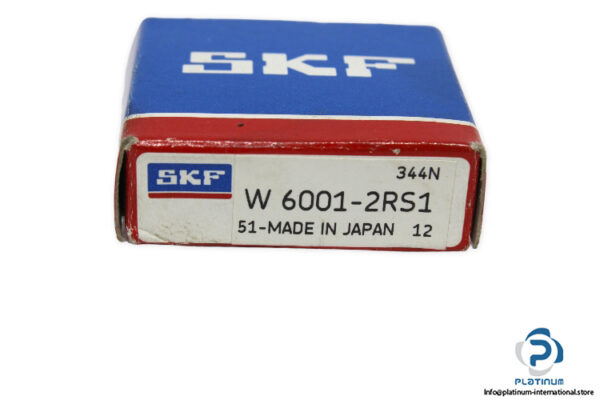 SKF
344N
SKF
W 6001-2RS1
51-MADE IN JAPAN 12
PLATINUM
Info@platinum-international.store